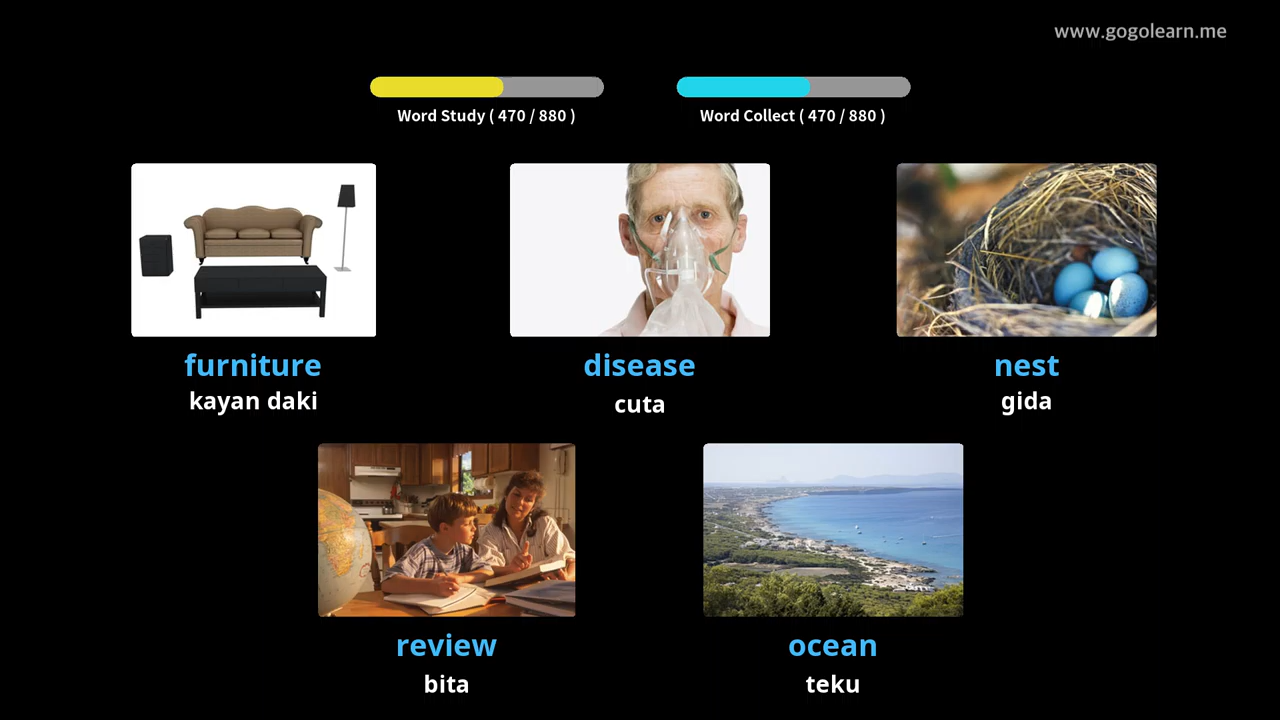 www.gogolearn.me
Word Study ( 470 / 880 )
Word Collect ( 470 / 880 )
furniture
kayan daki
disease
cuta
nest
gida
review
bita
ocean
teku